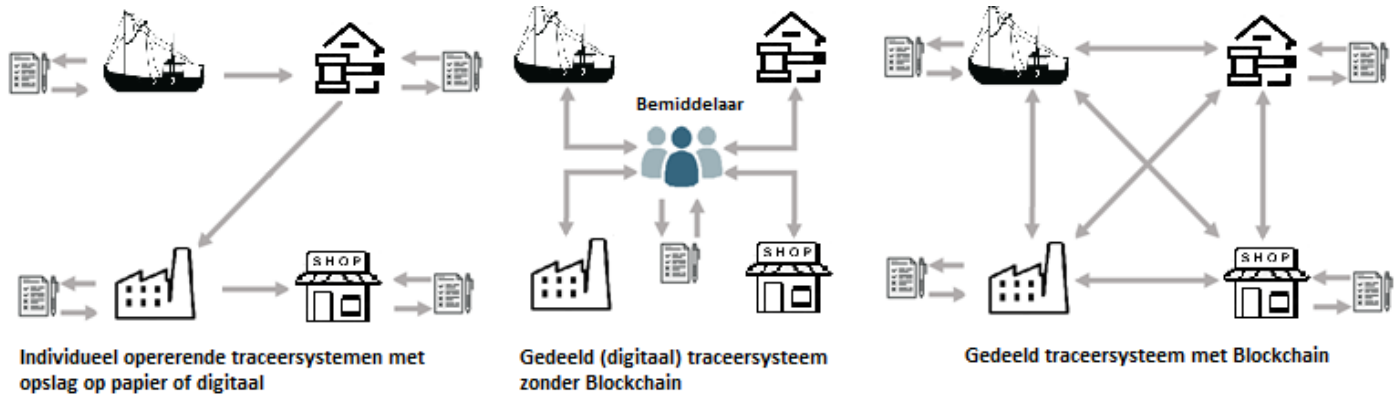 Bemiddelaar
SHOP
SHOP
SHOP
Individueel opererende traceersystemen met
opslag op papier of digitaal
Gedeeld (digitaal) traceersysteem
zonder Blockchain
Gedeeld traceersysteem met Blockchain